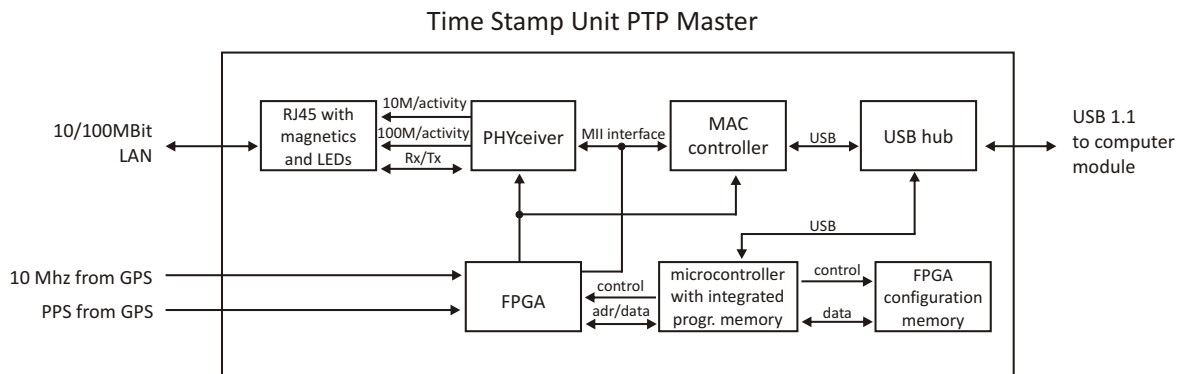 Time Stamp Unit PTP Master
10/100MBit
LAN
RJ45 with
magnetics
and LEDs
10M/activity
100M/activity
Rx/Tx
PHYceiver
MII interface
MAC
controller
USB
USB hub
USB 1.1
to computer
module
USB
10 Mhz from GPS
PPS from GPS
FPGA
control
adr/data
microcontroller
with integrated
progr. memory
control
data
FPGA
configuration
memory